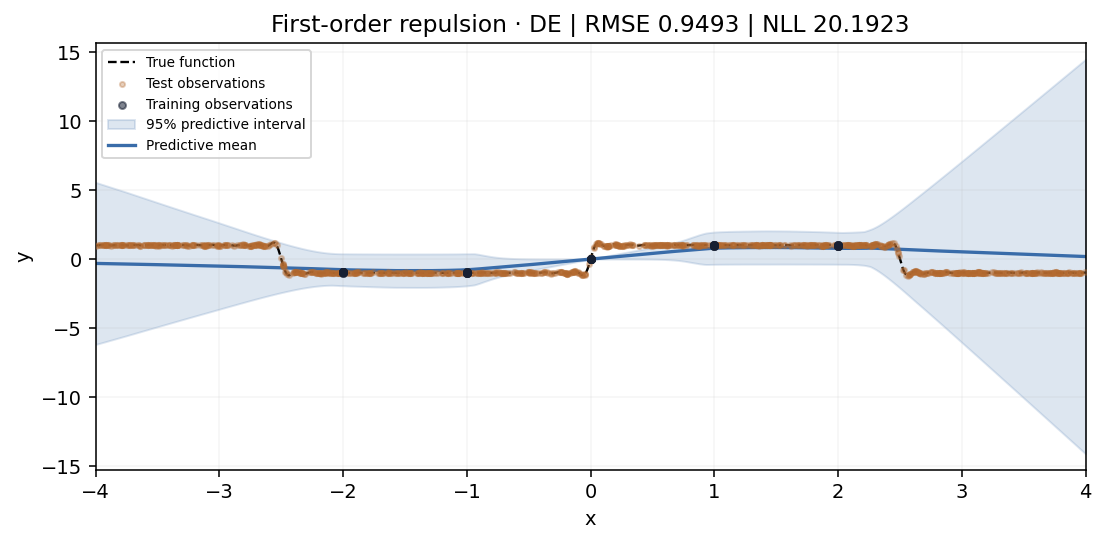 First-order repulsion · DE | RMSE 0.9493 | NLL 20.1923
True function
Test observations
Training observations
95% predictive interval
Predictive mean
15
10
5
0
−5
−10
−15
y
−4 −3 −2 −1 0 1 2 3 4
x